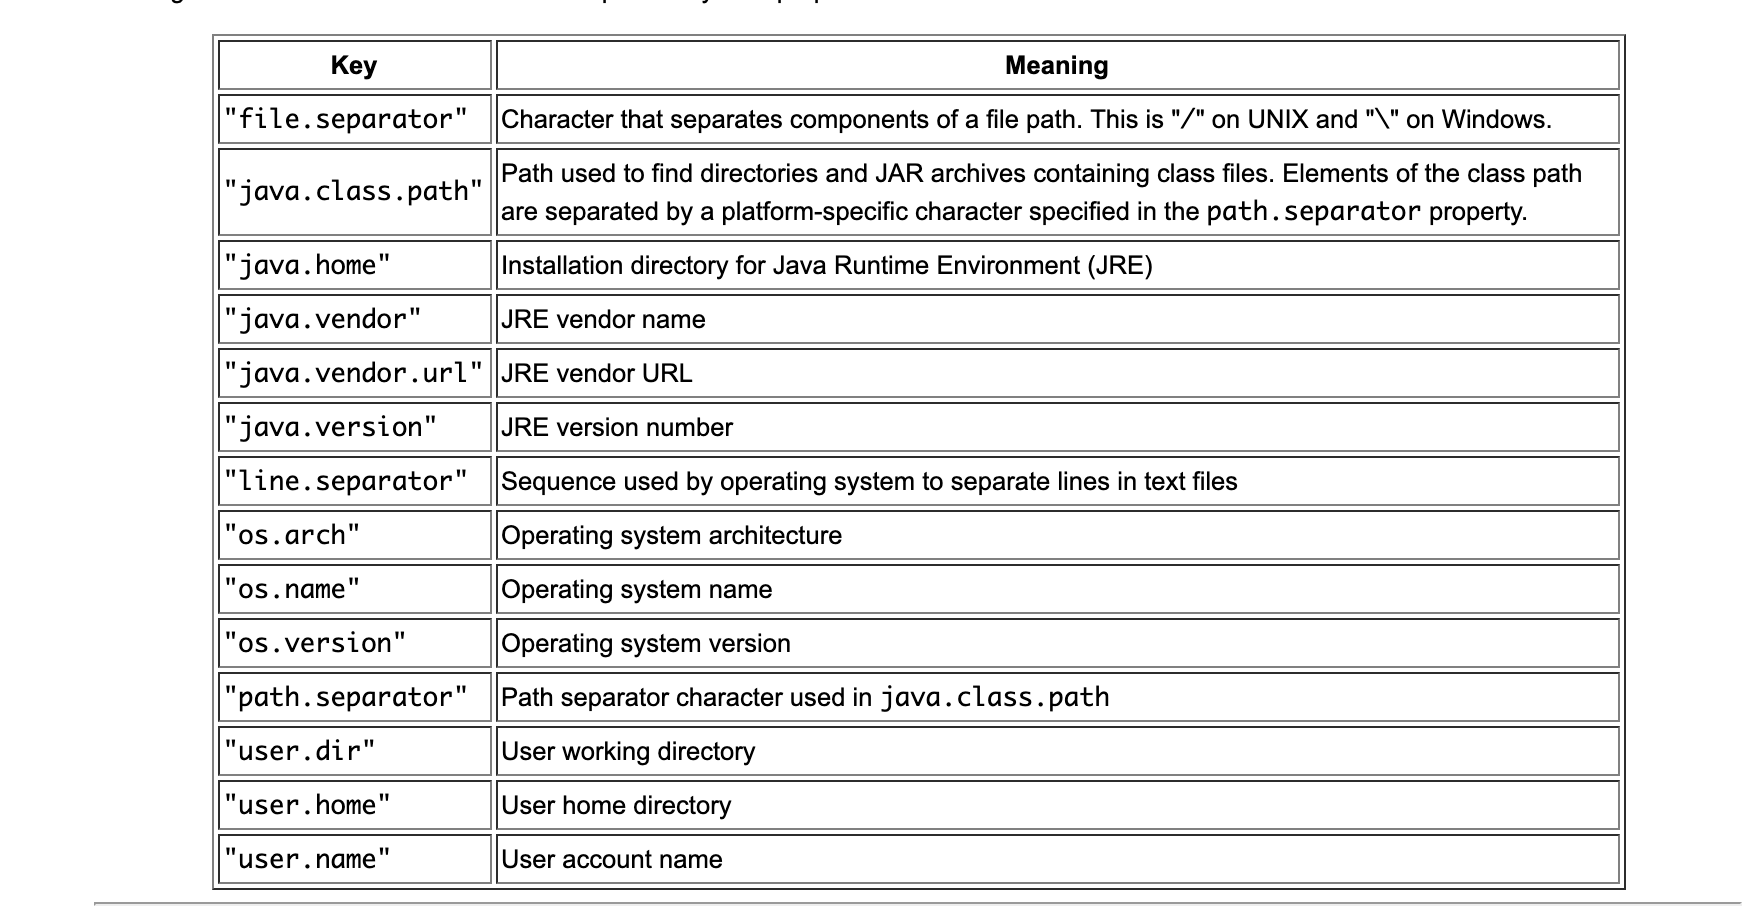 Key Meaning
"file.separator" Character that separates components of a file path. This is "/" on UNIX and "\" on Windows.
"java.class.path" Path used to find directories and JAR archives containing class files. Elements of the class path
are separated by a platform-specific character specified in the path.separator property.
"java.home" Installation directory for Java Runtime Environment (JRE)
"java.vendor" JRE vendor name
"java.vendor.url" JRE vendor URL
"java.version" JRE version number
"line.separator" Sequence used by operating system to separate lines in text files
"os.arch" Operating system architecture
"os.name" Operating system name
"os.version" Operating system version
"path.separator" Path separator character used in java.class.path
"user.dir" User working directory
"user.home" User home directory
"user.name" User account name